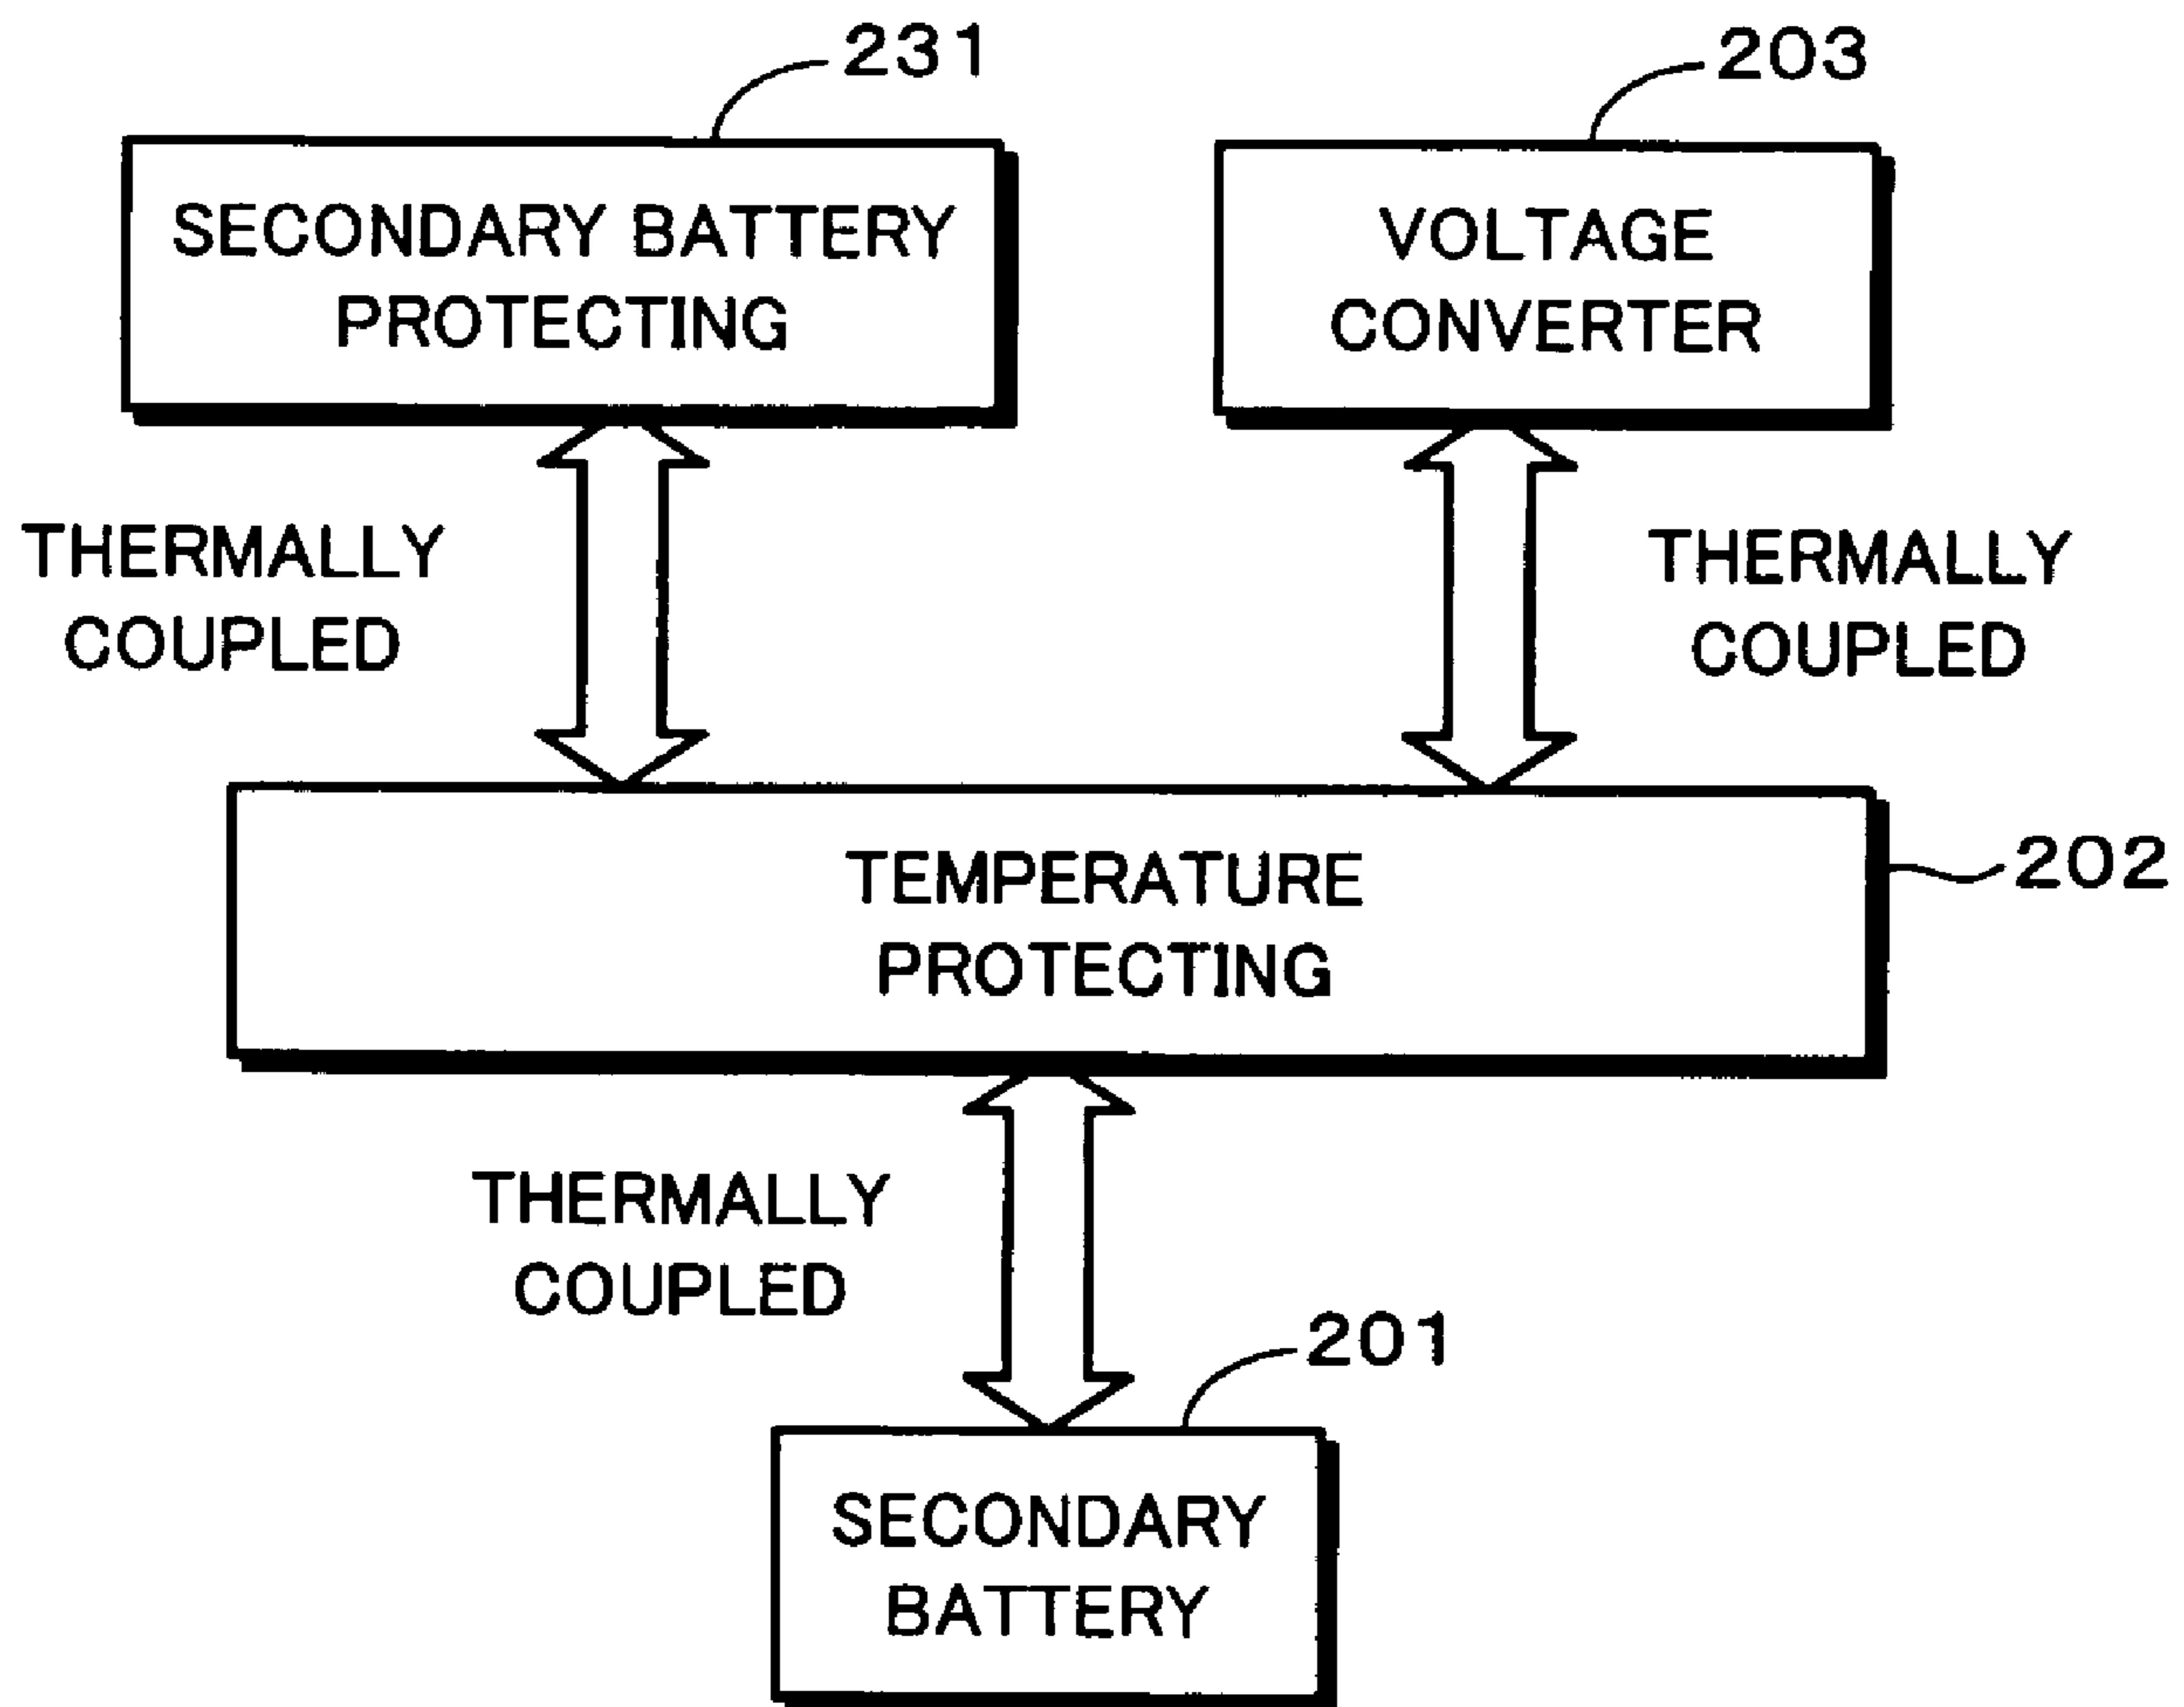 231
203
SECONDARY BATTERY
PROTECTING
VOLTAGE
CONVERTER
THERMALLY
COUPLED
THERMALLY
COUPLED
TEMPERATURE
PROTECTING
202
THERMALLY
COUPLED
201
SECONDARY
BATTERY